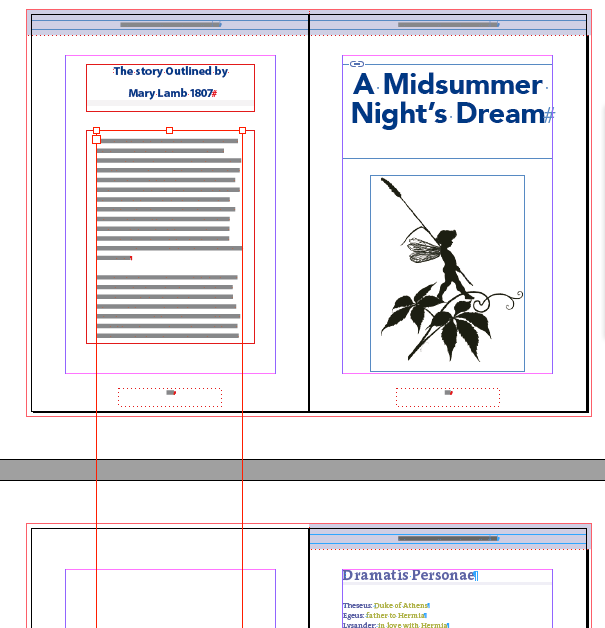 The story Outlined by
Mary Lamb 1807
A Midsummer
Night's Dream
Dramatis Personae
Theseus: Duke of Athens
Egeus: father to Hermia
Lysander: in love with Hermia